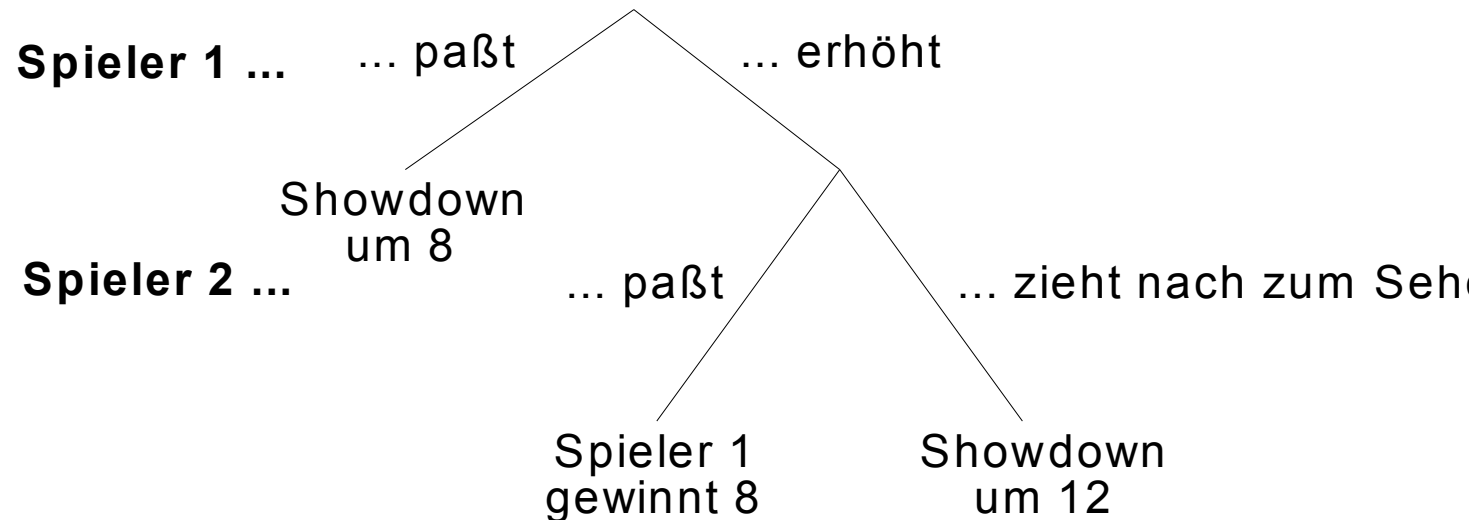 Spieler 1 ...
... paßt
... erhöht
Showdown
um 8
Spieler 2 ...
... paßt
... zieht nach zum Sehe
Spieler 1
gewinnt 8
Showdown
um 12